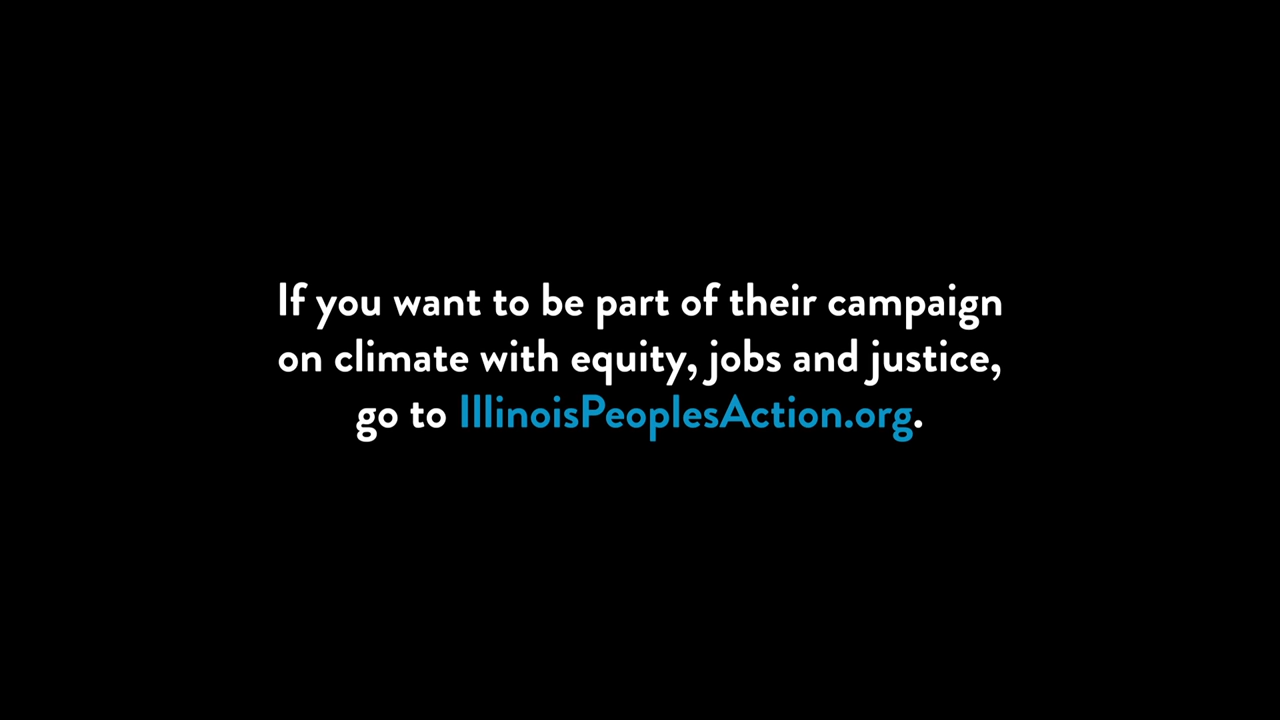 If you want to be part of their campaign
on climate with equity, jobs and justice,
go to IllinoisPeoplesAction.org.